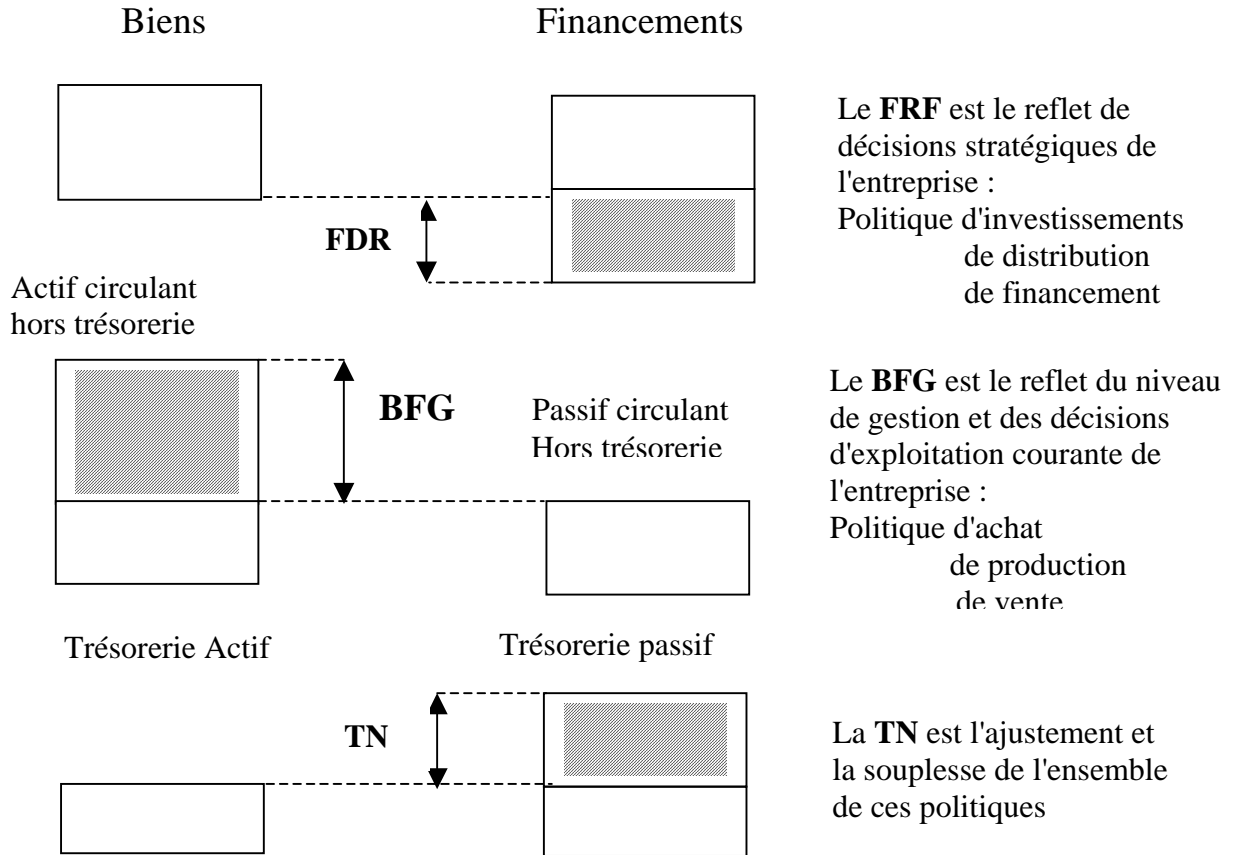 Biens
Financements
Le FRF est le reflet de
décisions stratégiques de
l'entreprise :
Politique d'investissements
de distribution
de financement
FDR
Actif circulant
hors trésorerie
BFG
Passif circulant
Hors trésorerie
Le BFG est le reflet du niveau
de gestion et des décisions
d'exploitation courante de
l'entreprise :
Politique d'achat
de production
de vente
Trésorerie Actif
Trésorerie passif
TN
La TN est l'ajustement et
la souplesse de l'ensemble
de ces politiques